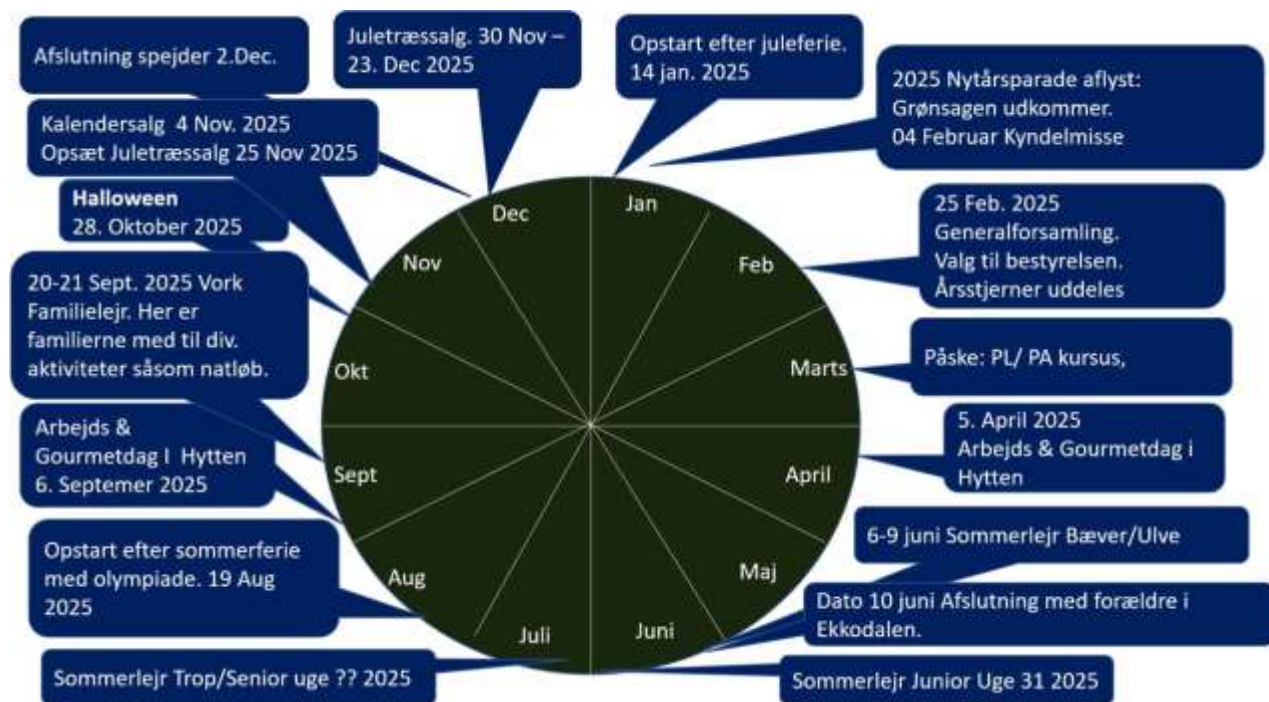 Afslutning spejder 2.Dec.
Juletræssalg. 30 Nov –
23. Dec 2025
Opstart efter juleferie.
14 jan. 2025
2025 Nytårsparade aflyst:
Grønsagen udkommer.
04 Februar Kyndelmisse
Kalendersalg 4 Nov. 2025
Opsæt Juletræssalg 25 Nov 2025
Halloween
28. Oktober 2025
25 Feb. 2025
Generalforsamling.
Valg til bestyrelsen.
Årsstjerner uddeles
20-21 Sept. 2025 Vork
Familielejr. Her er
familierne med til div.
aktiviteter såsom natløb.
Påske: PL/ PA kursus,
Arbejds &
Gourmetdag I Hytten
6. Septemer 2025
5. April 2025
Arbejds & Gourmetdag i
Hytten
Opstart efter sommerferie
med olympiade. 19 Aug
2025
6-9 juni Sommerlejr Bæver/Ulve
Dato 10 juni Afslutning med forældre i
Ekkodalen.
Sommerlejr Trop/Senior uge ?? 2025
Sommerlejr Junior Uge 31 2025
Jan
Feb
Marts
April
Maj
Juni
Juli
Aug
Sept
Okt
Nov
Dec